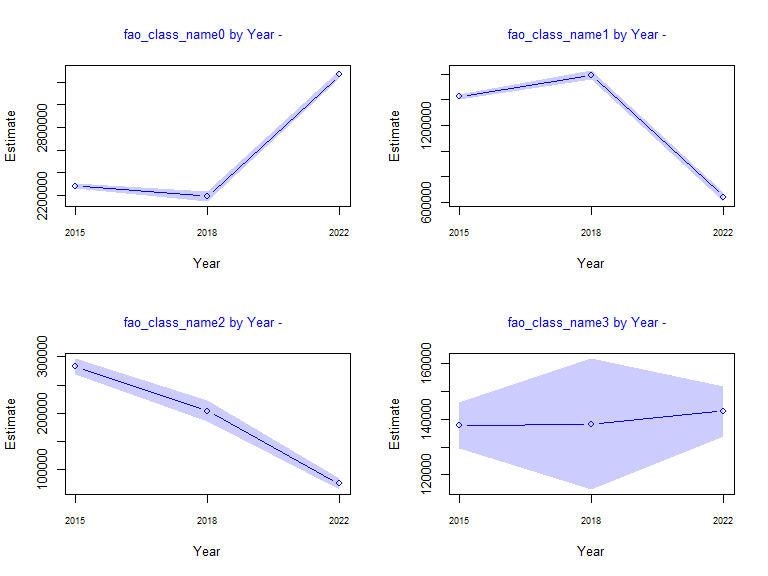 fao_class_name0 by Year -
Estimate
2200000
2800000
2015
2018
2022
Year
fao_class_name1 by Year -
Estimate
600000
1200000
2015
2018
2022
Year
fao_class_name2 by Year -
Estimate
100000
200000
300000
2015
2018
2022
Year
fao_class_name3 by Year -
Estimate
120000
140000
160000
2015
2018
2022
Year